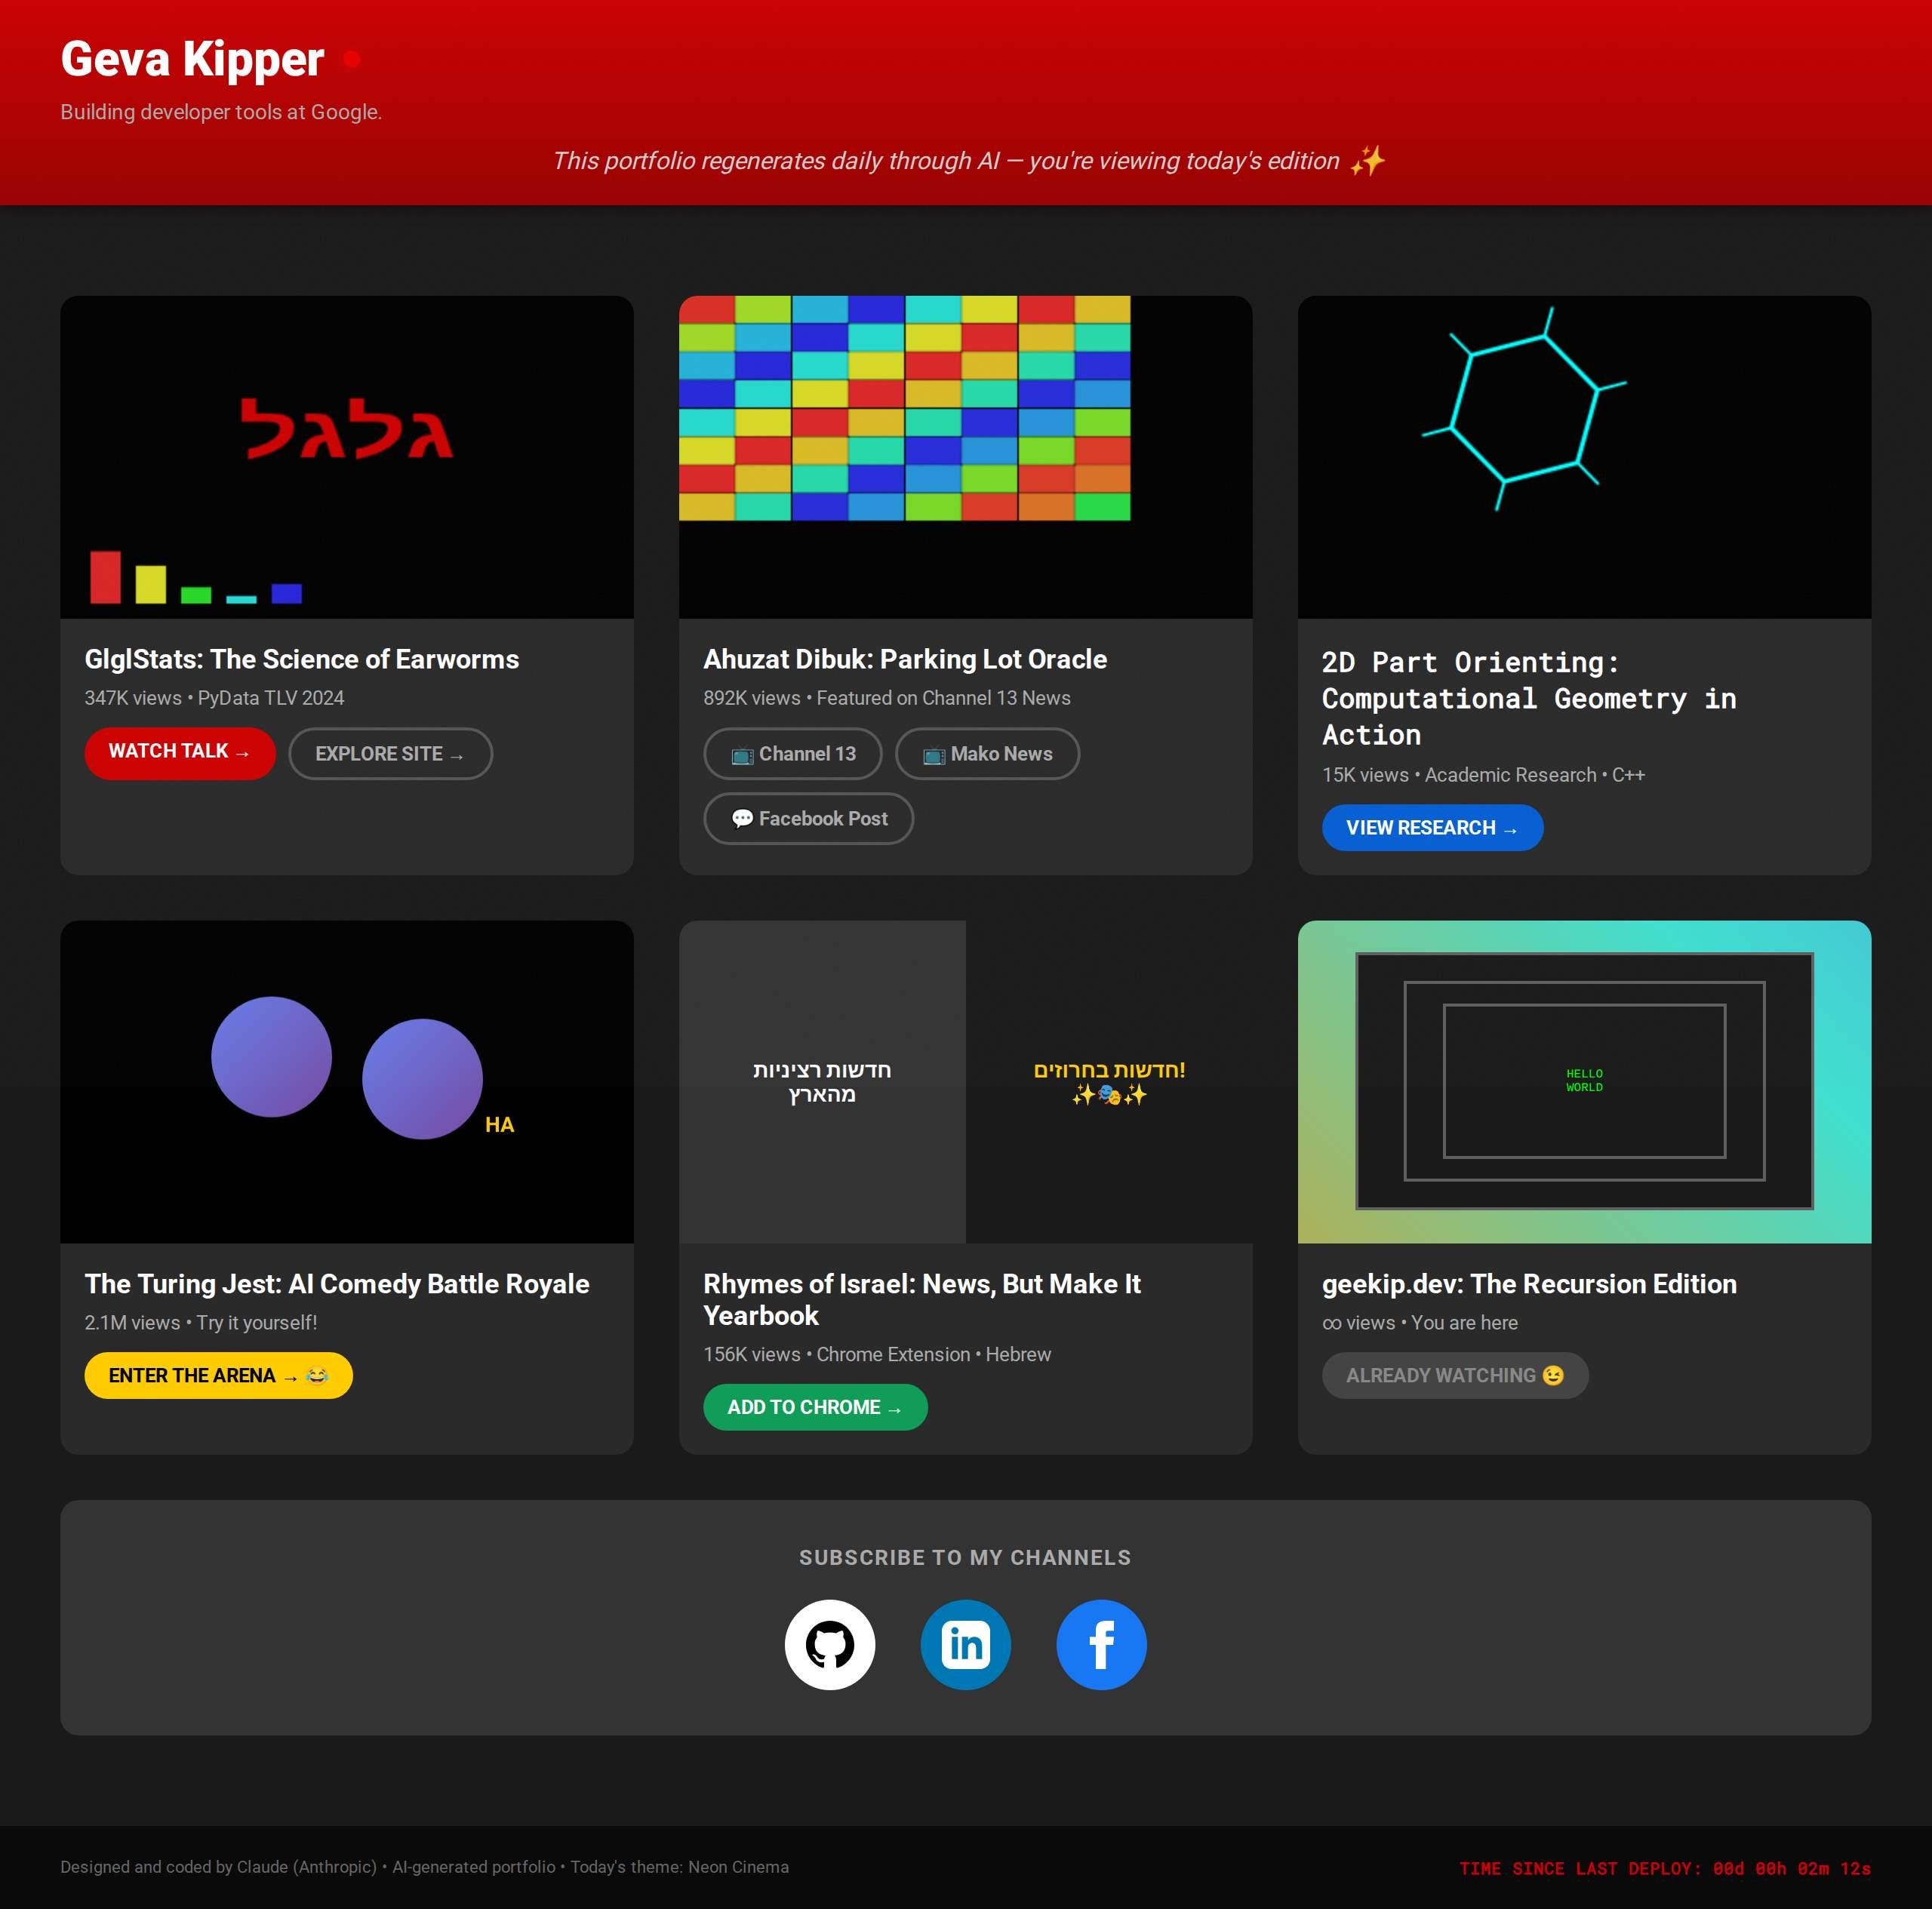 Geva Kipper
Building developer tools at Google.
This portfolio regenerates daily through AI — you're viewing today's edition ✨
גלגל
GlglStats: The Science of Earworms
347K views • PyData TLV 2024
WATCH TALK →
EXPLORE SITE →
Ahuzat Dibuk: Parking Lot Oracle
892K views • Featured on Channel 13 News
📺 Channel 13
📺 Mako News
💬 Facebook Post
2D Part Orienting:
Computational Geometry in
Action
15K views • Academic Research • C++
VIEW RESEARCH →
HA
The Turing Jest: AI Comedy Battle Royale
2.1M views • Try it yourself!
ENTER THE ARENA → 😂
חדשות רציניות
מהארץ
חדשות בחרוזים!
✨🎭✨
Rhymes of Israel: News, But Make It
Yearbook
156K views • Chrome Extension • Hebrew
ADD TO CHROME →
HELLO
WORLD
geekip.dev: The Recursion Edition
∞ views • You are here
ALREADY WATCHING 😉
SUBSCRIBE TO MY CHANNELS
in
f
Designed and coded by Claude (Anthropic) • AI-generated portfolio • Today's theme: Neon Cinema
TIME SINCE LAST DEPLOY: 00d 00h 02m 12s